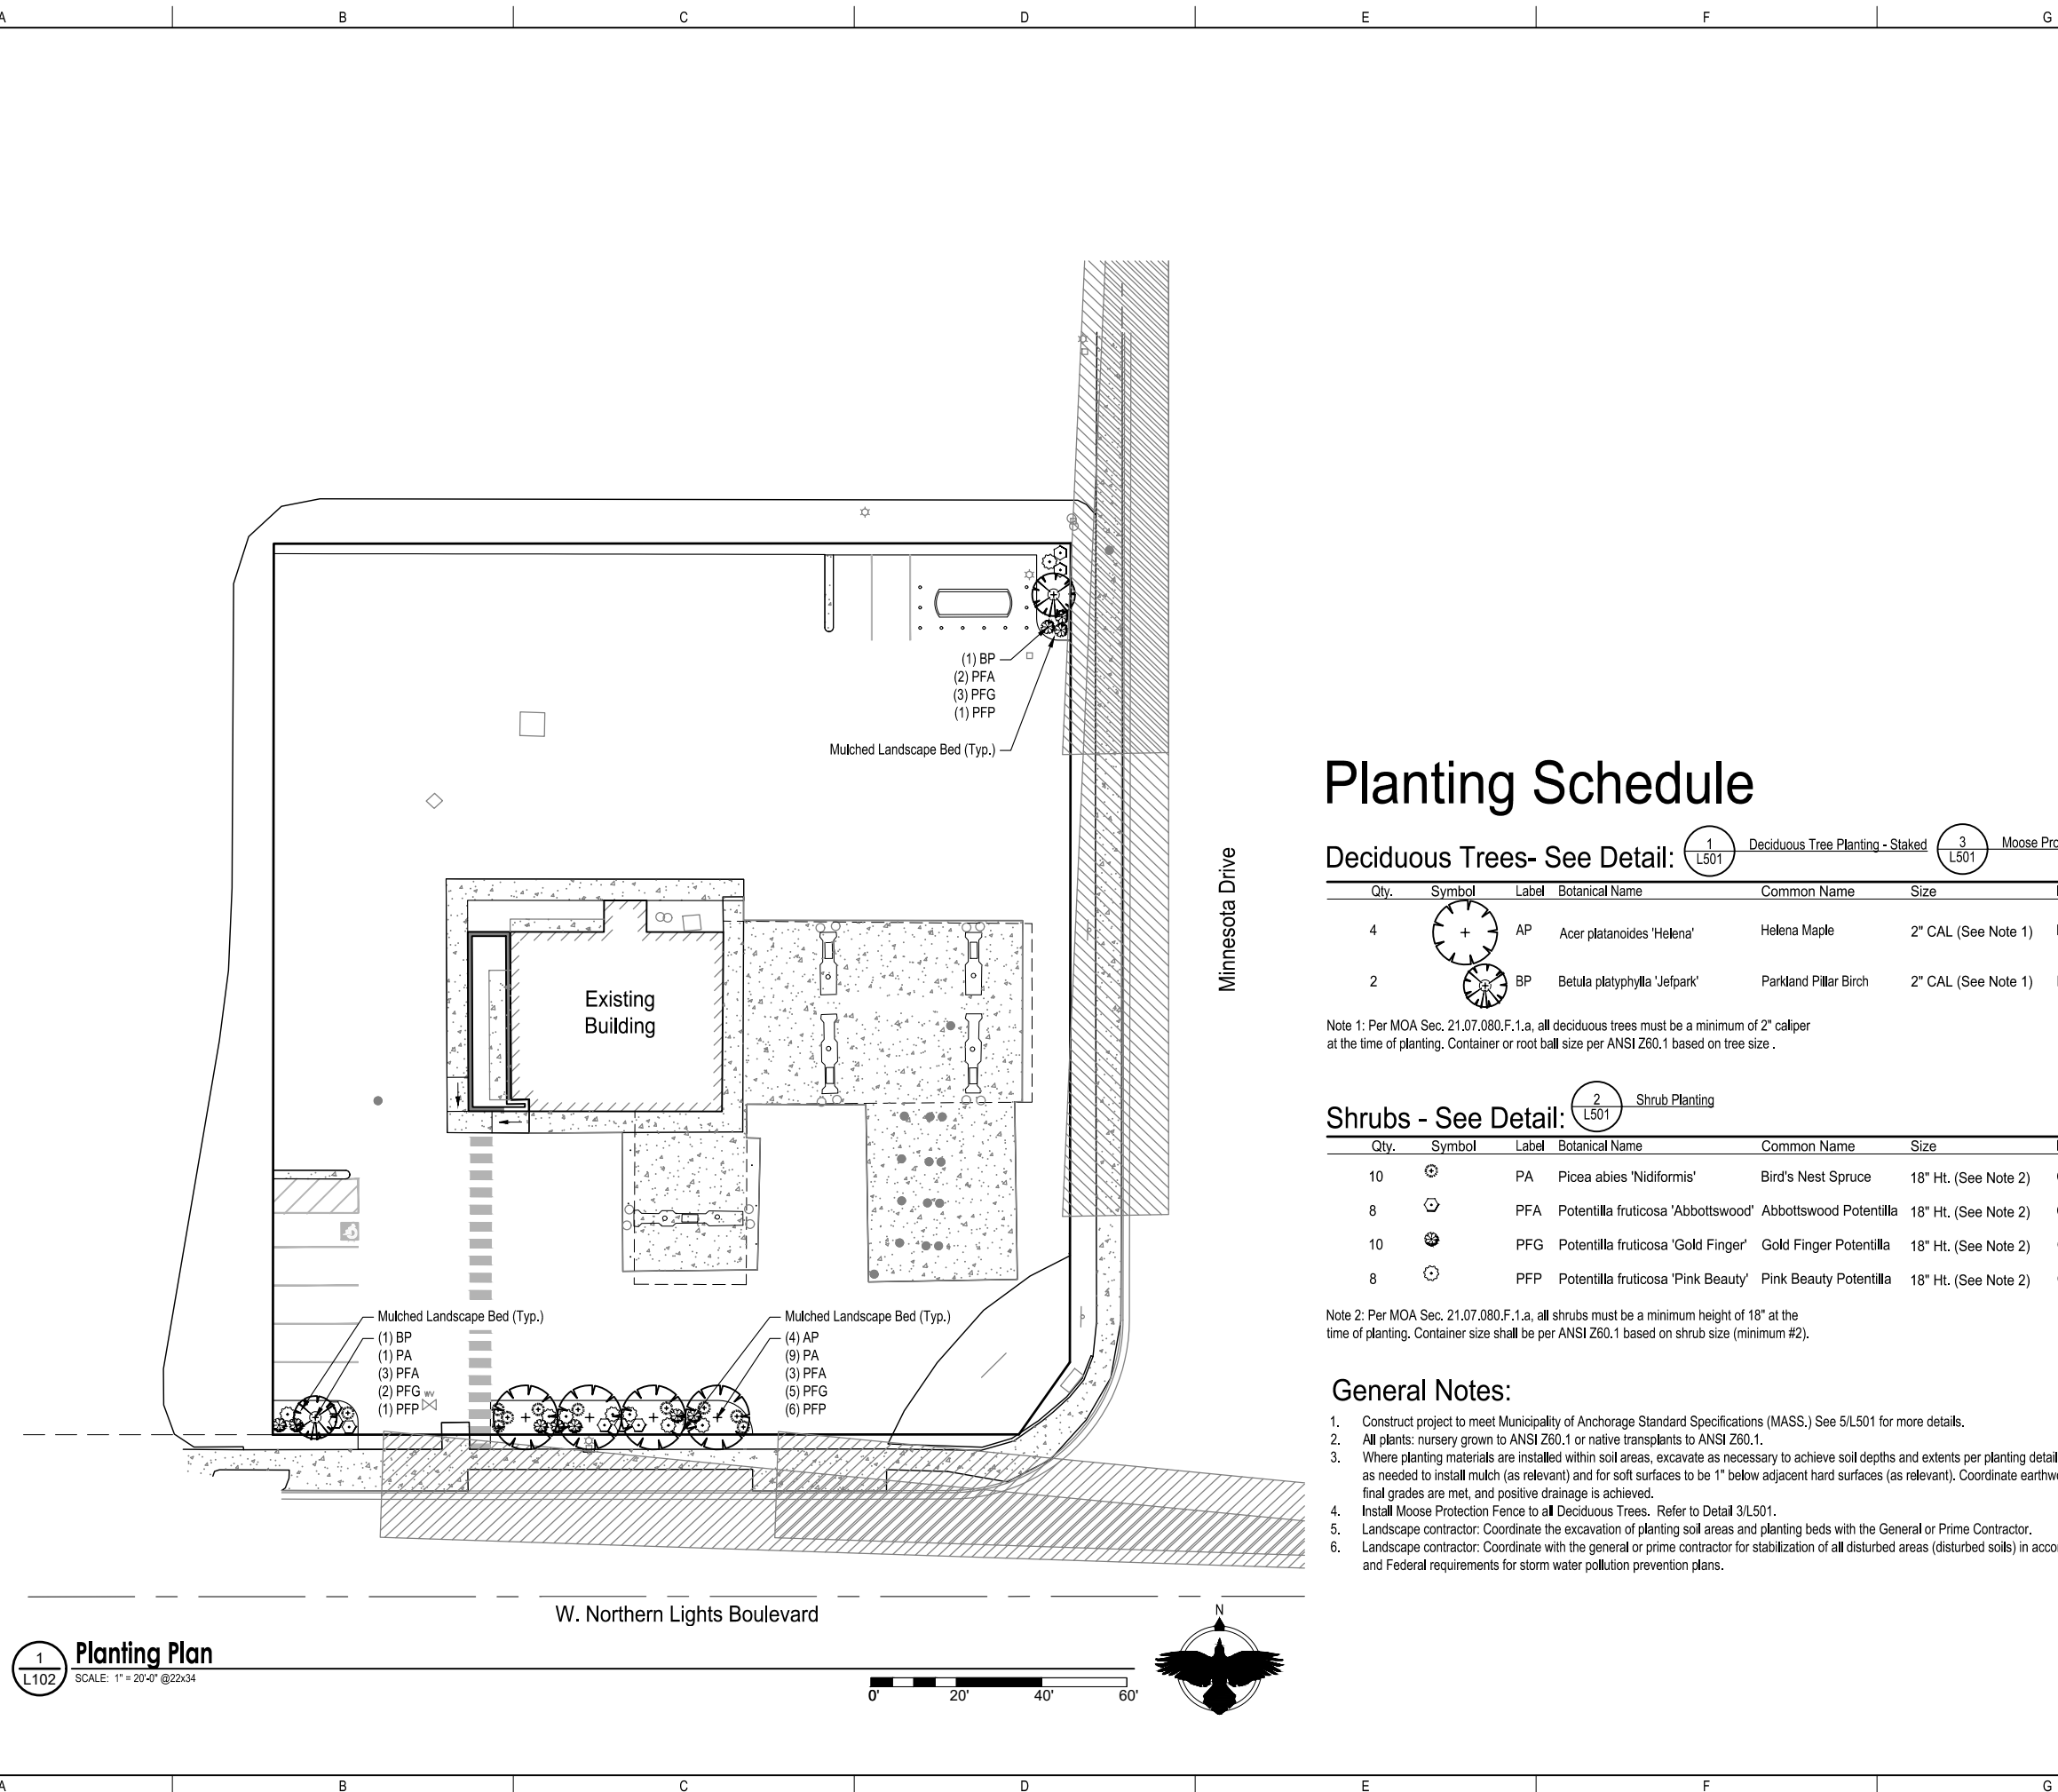 A B C D E F G
(1) BP
(2) PFA
(3) PFG
(1) PFP
Mulched Landscape Bed (Typ.)
Minnesota Drive
Existing
Building
Mulched Landscape Bed (Typ.)
(1) BP
(1) PA
(3) PFA
(2) PFG
(1) PFP
WV
Mulched Landscape Bed (Typ.)
(4) AP
(9) PA
(3) PFA
(5) PFG
(6) PFP
W. Northern Lights Boulevard
1
L102
Planting Plan
SCALE: 1" = 20'-0" @22x34
0' 20' 40' 60'
N
Planting Schedule
Deciduous Trees- See Detail: 1 L501 Deciduous Tree Planting - Staked 3 L501 Moose Pro
Qty. Symbol Label Botanical Name Common Name Size
4 AP Acer platanoides 'Helena' Helena Maple 2" CAL (See Note 1)
2 BP Betula platyphylla 'Jefpark' Parkland Pillar Birch 2" CAL (See Note 1)
Note 1: Per MOA Sec. 21.07.080.F.1.a, all deciduous trees must be a minimum of 2" caliper
at the time of planting. Container or root ball size per ANSI Z60.1 based on tree size .
Shrubs - See Detail: 2 L501 Shrub Planting
Qty. Symbol Label Botanical Name Common Name Size
10 PA Picea abies 'Nidiformis' Bird's Nest Spruce 18" Ht. (See Note 2)
8 PFA Potentilla fruticosa 'Abbottswood' Abbottswood Potentilla 18" Ht. (See Note 2)
10 PFG Potentilla fruticosa 'Gold Finger' Gold Finger Potentilla 18" Ht. (See Note 2)
8 PFP Potentilla fruticosa 'Pink Beauty' Pink Beauty Potentilla 18" Ht. (See Note 2)
Note 2: Per MOA Sec. 21.07.080.F.1.a, all shrubs must be a minimum height of 18" at the
time of planting. Container size shall be per ANSI Z60.1 based on shrub size (minimum #2).
General Notes:
1. Construct project to meet Municipality of Anchorage Standard Specifications (MASS.) See 5/L501 for more details.
2. All plants: nursery grown to ANSI Z60.1 or native transplants to ANSI Z60.1.
3. Where planting materials are installed within soil areas, excavate as necessary to achieve soil depths and extents per planting detail
as needed to install mulch (as relevant) and for soft surfaces to be 1" below adjacent hard surfaces (as relevant). Coordinate earthw
final grades are met, and positive drainage is achieved.
4. Install Moose Protection Fence to all Deciduous Trees. Refer to Detail 3/L501.
5. Landscape contractor: Coordinate the excavation of planting soil areas and planting beds with the General or Prime Contractor.
6. Landscape contractor: Coordinate with the general or prime contractor for stabilization of all disturbed areas (disturbed soils) in acco
and Federal requirements for storm water pollution prevention plans.
A B C D E F G